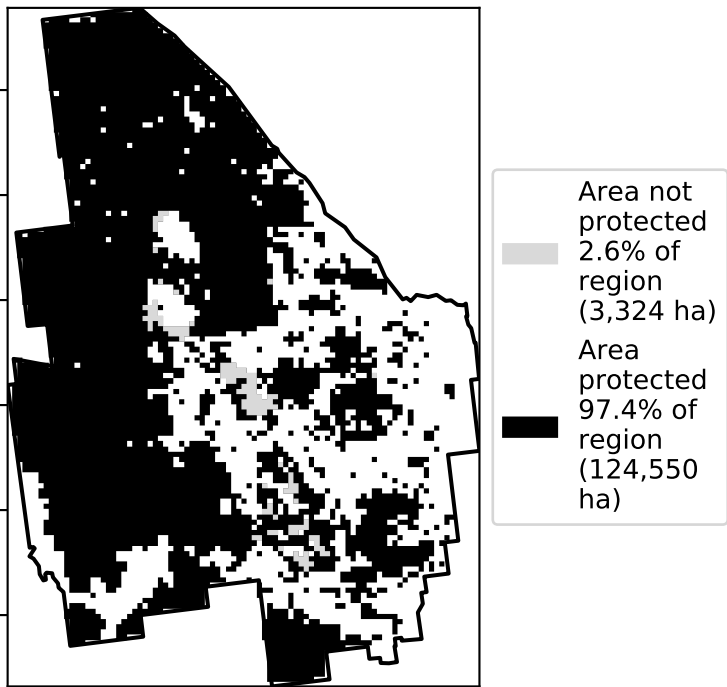 Area not
protected
2.6% of
region
(3,324 ha)
Area
protected
97.4% of
region
(124,550
ha)